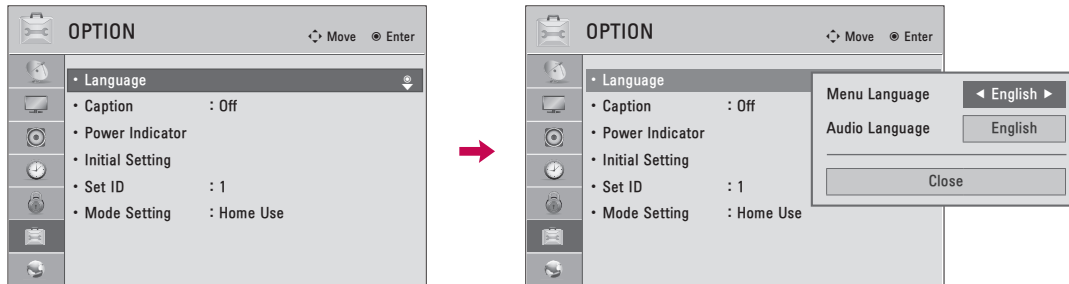 OPTION
Move Enter
• Language
• Caption : Off
• Power Indicator
• Initial Setting
• Set ID : 1
• Mode Setting : Home Use
OPTION
Move Enter
• Language
• Caption : Off
• Power Indicator
• Initial Setting
• Set ID : 1
• Mode Setting : Home Use
Menu Language ◄ English ►
Audio Language English
Close